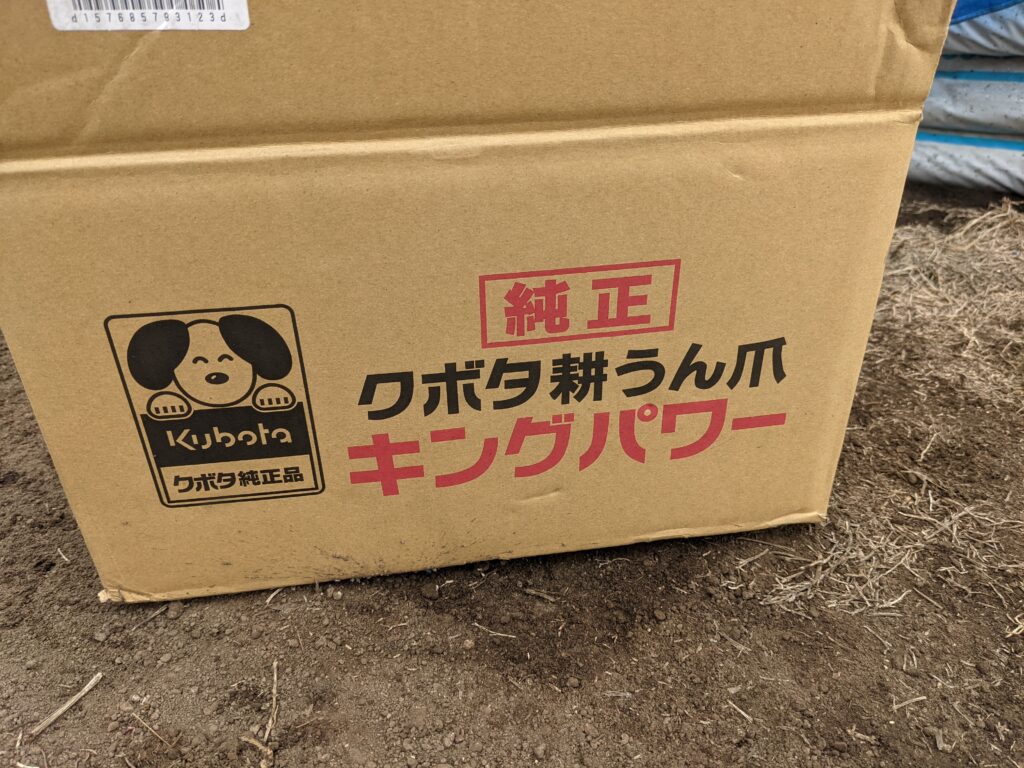 d157685793123d
純正
クボタ耕うん爪
キングパワー
Kubota
クボタ純正品